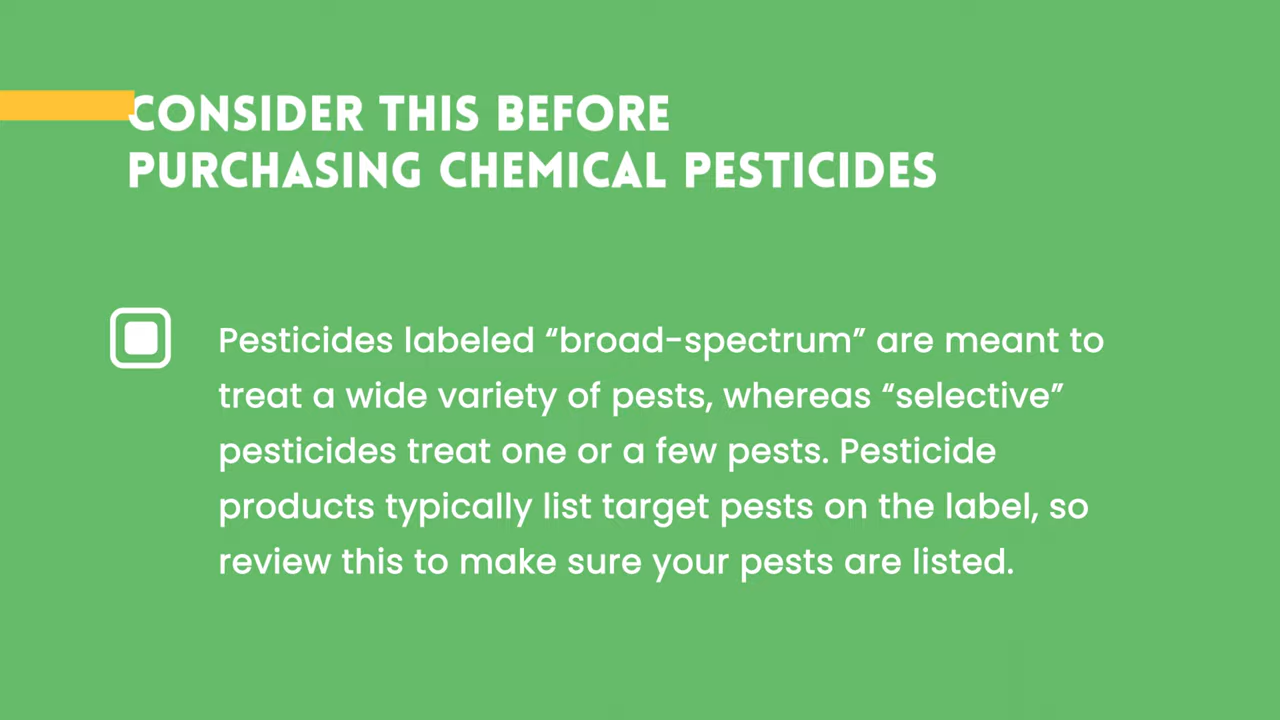 CONSIDER THIS BEFORE
PURCHASING CHEMICAL PESTICIDES
Pesticides labeled “broad-spectrum” are meant to
treat a wide variety of pests, whereas “selective”
pesticides treat one or a few pests. Pesticide
products typically list target pests on the label, so
review this to make sure your pests are listed.